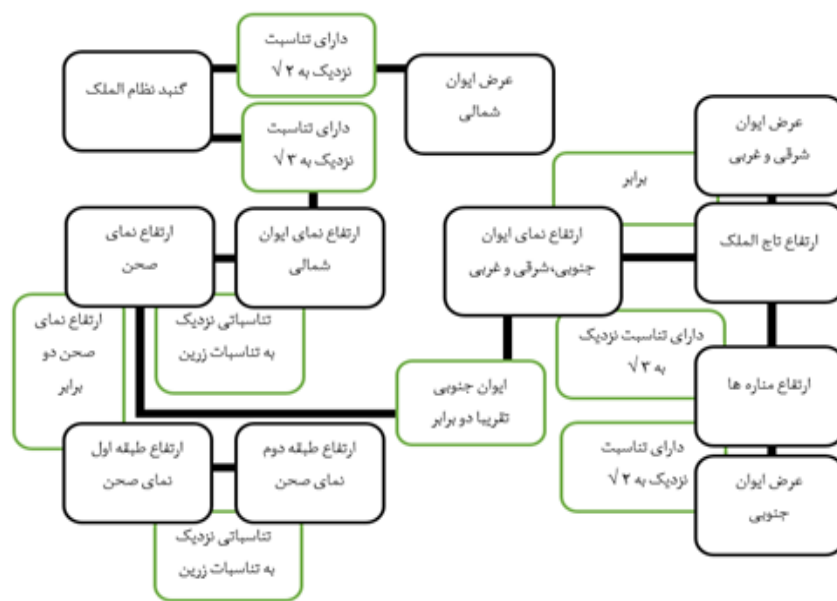 دارای تناسبت
نزدیک به ۲√
گنبد نظام الملک
عرض ایوان
شمالی
دارای تناسبت
نزدیک به ۳√
عرض ایوان
شرقی و غربی
برابر
ارتفاع نمای
صحن
ارتفاع نمای ایوان
شمالی
ارتفاع نمای ایوان
جنوبی،شرقی و غربی
ارتفاع تاج الملک
ارتفاع نمای
صحن دو
برابر
تناسباتی نزدیک
به تناسبات زرین
دارای تناسبت نزدیک
به ۳√
ایوان جنوبی
تقریبا دو برابر
ارتفاع مناره ها
ارتفاع طبقه اول
نمای صحن
ارتفاع طبقه دوم
نمای صحن
دارای تناسبت
نزدیک به ۲√
عرض ایوان
جنوبی
تناسباتی نزدیک
به تناسبات زرین